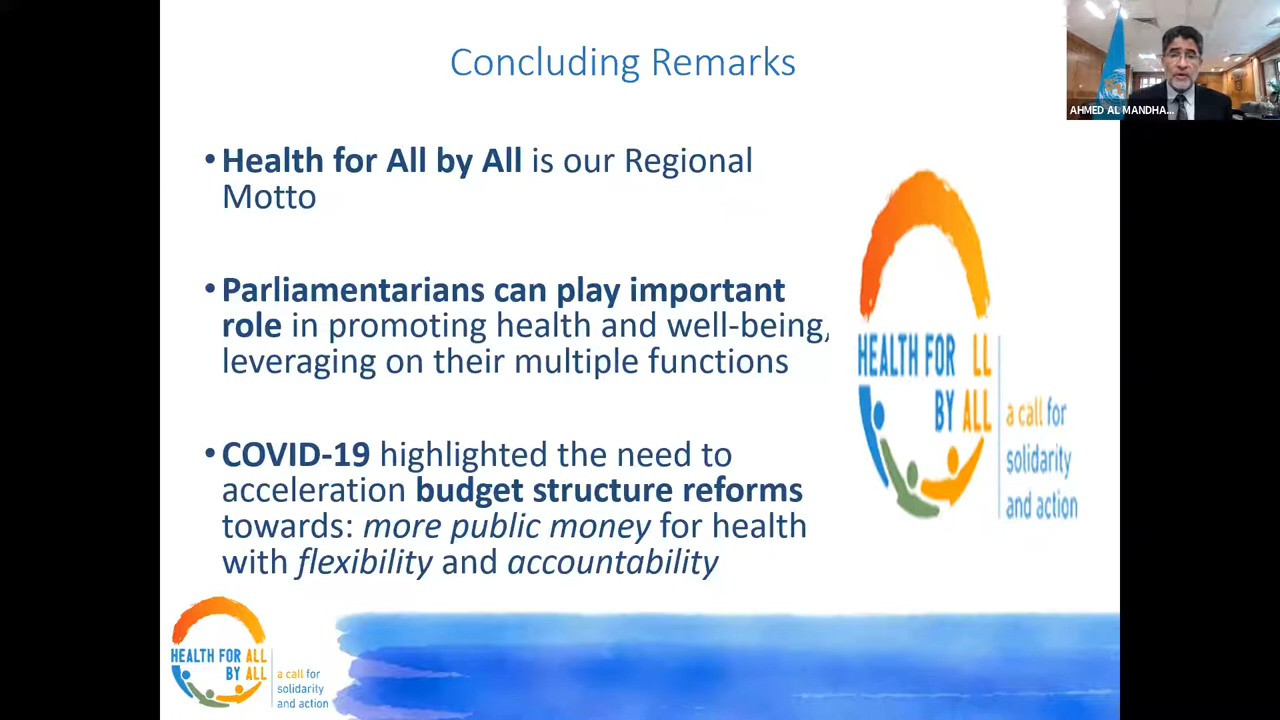 Concluding Remarks
AHMED AL MANDHA...
•Health for All by All is our Regional
Motto
•Parliamentarians can play important
role in promoting health and well-being,
leveraging on their multiple functions
•COVID-19 highlighted the need to
acceleration budget structure reforms
towards: more public money for health
with flexibility and accountability
HEALTH FOR LL
BY ALL
a call for
solidarity
and action
HEALTH FOR ALL
BY ALL
a call for
solidarity
and action